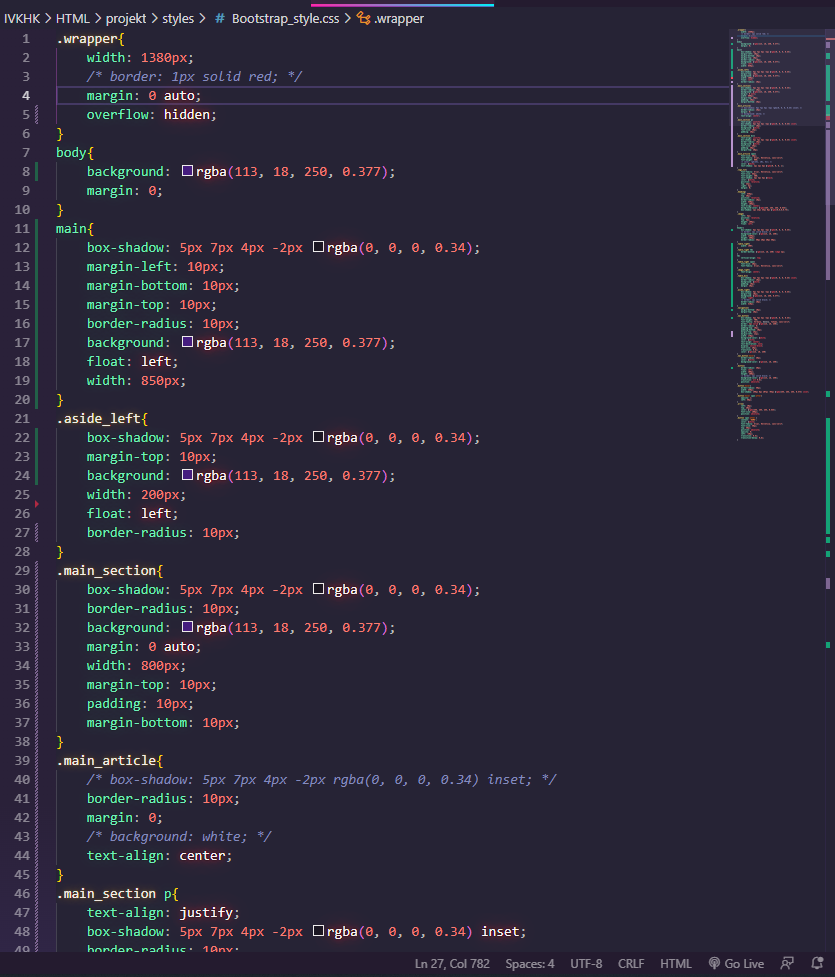 IVKHK > HTML > projekt > styles > # Bootstrap_style.css > .wrapper
1 .wrapper{
2 width: 1380px;
3 /* border: 1px solid red; */
4 margin: 0 auto;
5 overflow: hidden;
6 }
7 body{
8 background: rgba(113, 18, 250, 0.377);
9 margin: 0;
10 }
11 main{
12 box-shadow: 5px 7px 4px -2px rgba(0, 0, 0, 0.34);
13 margin-left: 10px;
14 margin-bottom: 10px;
15 margin-top: 10px;
16 border-radius: 10px;
17 background: rgba(113, 18, 250, 0.377);
18 float: left;
19 width: 850px;
20 }
21 .aside_left{
22 box-shadow: 5px 7px 4px -2px rgba(0, 0, 0, 0.34);
23 margin-top: 10px;
24 background: rgba(113, 18, 250, 0.377);
25 width: 200px;
26 float: left;
27 border-radius: 10px;
28 }
29 .main_section{
30 box-shadow: 5px 7px 4px -2px rgba(0, 0, 0, 0.34);
31 border-radius: 10px;
32 background: rgba(113, 18, 250, 0.377);
33 margin: 0 auto;
34 width: 800px;
35 margin-top: 10px;
36 padding: 10px;
37 margin-bottom: 10px;
38 }
39 .main_article{
40 /* box-shadow: 5px 7px 4px -2px rgba(0, 0, 0, 0.34) inset; */
41 border-radius: 10px;
42 margin: 0;
43 /* background: white; */
44 text-align: center;
45 }
46 .main_section p{
47 text-align: justify;
48 box-shadow: 5px 7px 4px -2px rgba(0, 0, 0, 0.34) inset;
49 border-radius: 10px;
Ln 27, Col 782 Spaces: 4 UTF-8 CRLF HTML Go Live